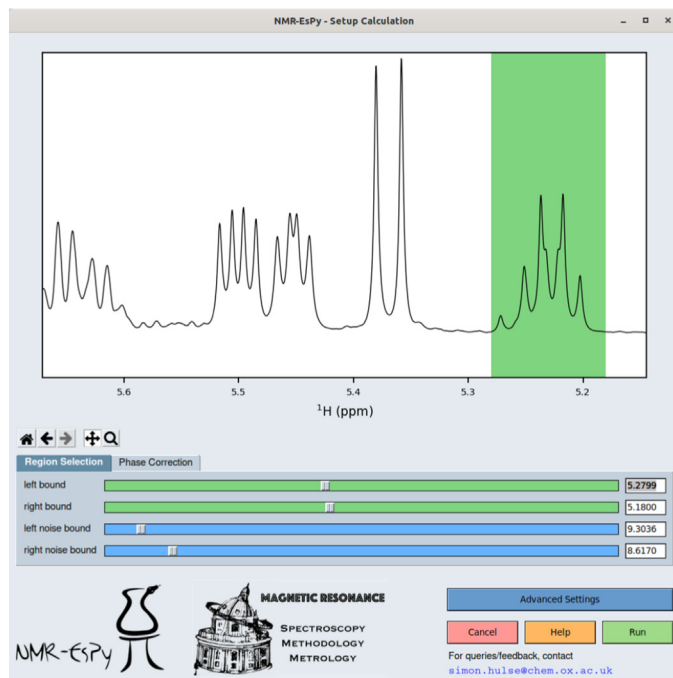 NMR-EsPy - Setup Calculation
5.6 5.5 5.4 5.3 5.2
¹H (ppm)
Region Selection Phase Correction
left bound 5.2799
right bound 5.1800
left noise bound 9.3036
right noise bound 8.6170
NMR-EsPy
MAGNETIC RESONANCE
SPECTROSCOPY
METHODOLOGY
METROLOGY
Advanced Settings
Cancel Help Run
For queries/feedback, contact
simon.hulse@chem.ox.ac.uk